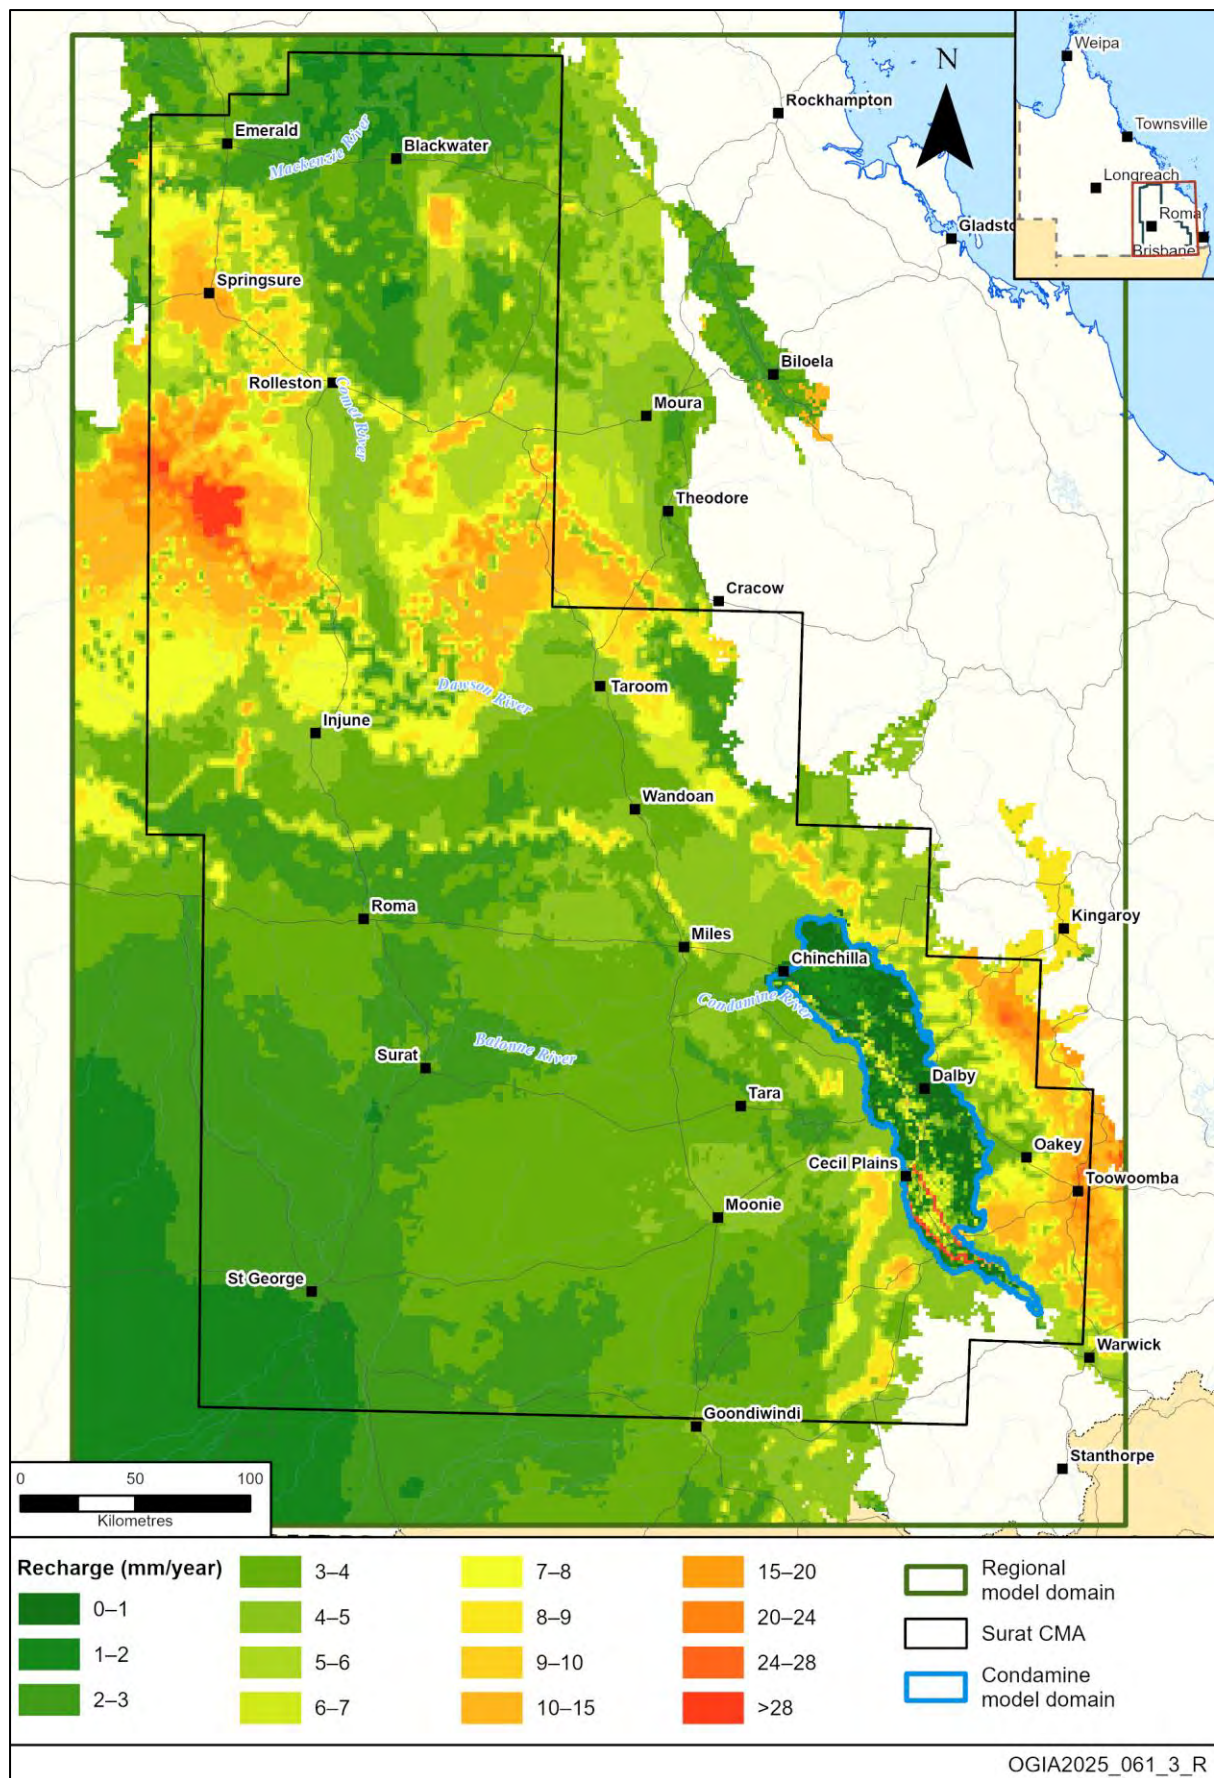 Weipa
Townsville
Longreach
Roma
Brisbane
N
Rockhampton
Emerald
Mackenzie River
Blackwater
Gladsto
Springsure
Biloela
Rolleston
Comet River
Moura
Theodore
Cracow
Dawson River
Taroom
Injune
Wandoan
Roma
Kingaroy
Miles
Chinchilla
Condamine River
Balonne River
Surat
Dalby
Tara
Oakey
Cecil Plains
Toowoomba
Moonie
St George
Warwick
Goondiwindi
Stanthorpe
0 50 100
Kilometres
Recharge (mm/year)
0–1
1–2
2–3
3–4
4–5
5–6
6–7
7–8
8–9
9–10
10–15
15–20
20–24
24–28
>28
Regional
model domain
Surat CMA
Condamine
model domain
OGIA2025_061_3_R